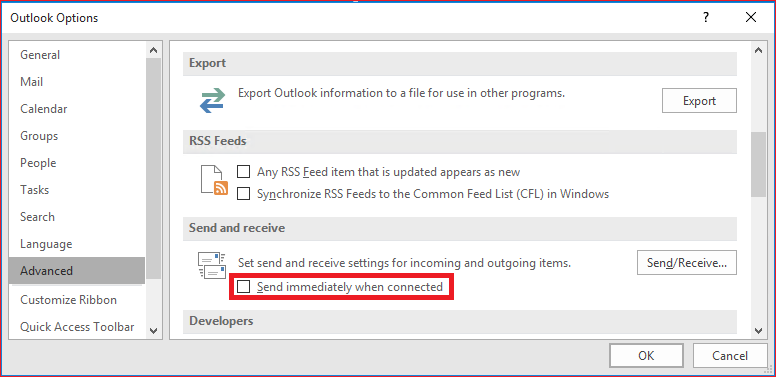 Outlook Options
?
General
Mail
Calendar
Groups
People
Tasks
Search
Language
Advanced
Customize Ribbon
Quick Access Toolbar
Export
Export Outlook information to a file for use in other programs.
Export
RSS Feeds
Any RSS Feed item that is updated appears as new
Synchronize RSS Feeds to the Common Feed List (CFL) in Windows
Send and receive
Set send and receive settings for incoming and outgoing items.
Send/Receive...
Send immediately when connected
Developers
OK
Cancel